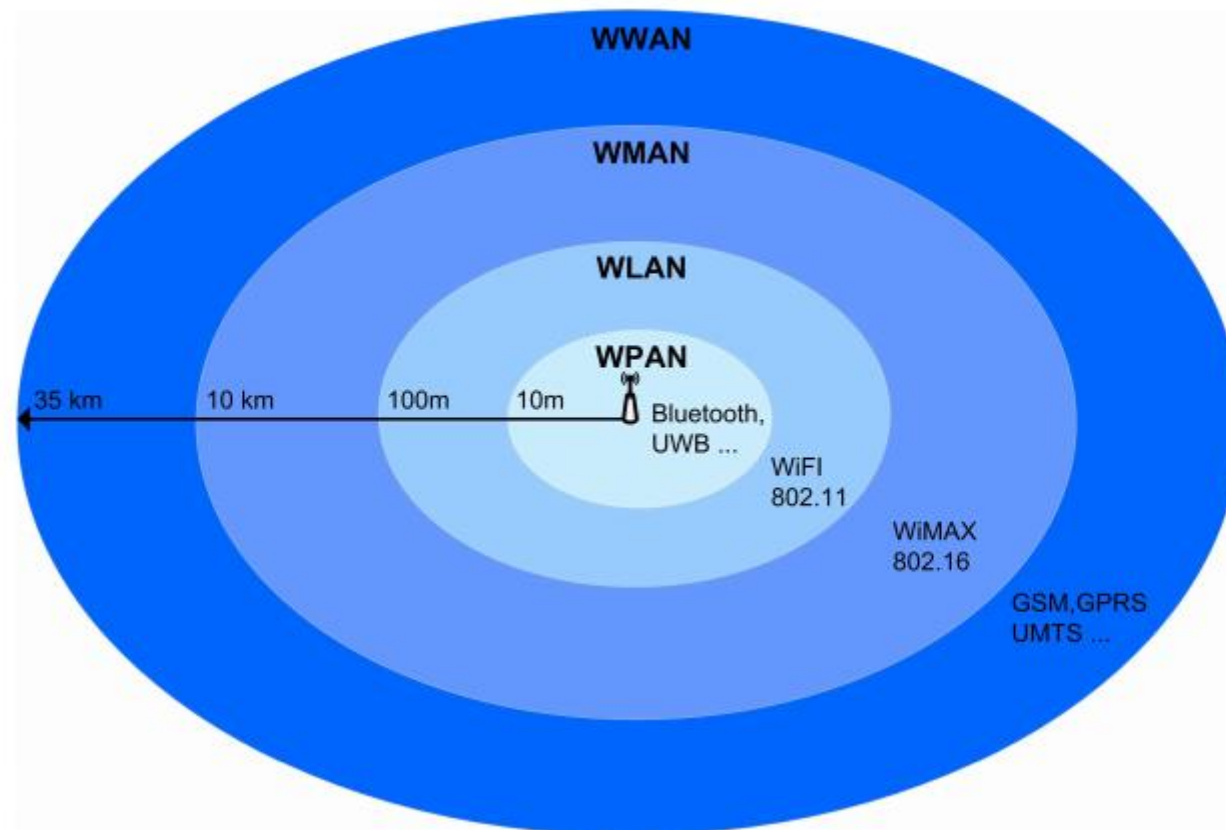 WWAN
WMAN
WLAN
WPAN
35 km
10 km
100m
10m
Bluetooth,
UWB ...
WiFI
802.11
WiMAX
802.16
GSM,GPRS
UMTS ...